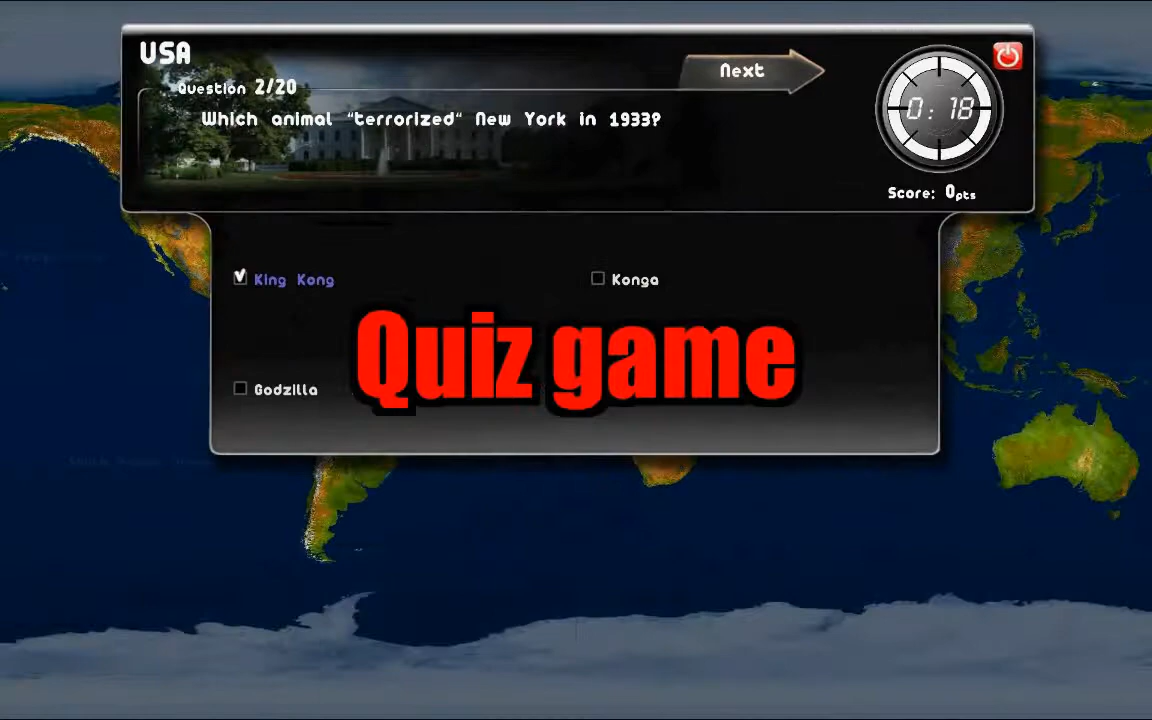 USA
Question 2/20
Next
Which animal "terrorized" New York in 1933?
0:18
Score: 0pts
King Kong
Konga
Quiz game
Godzilla